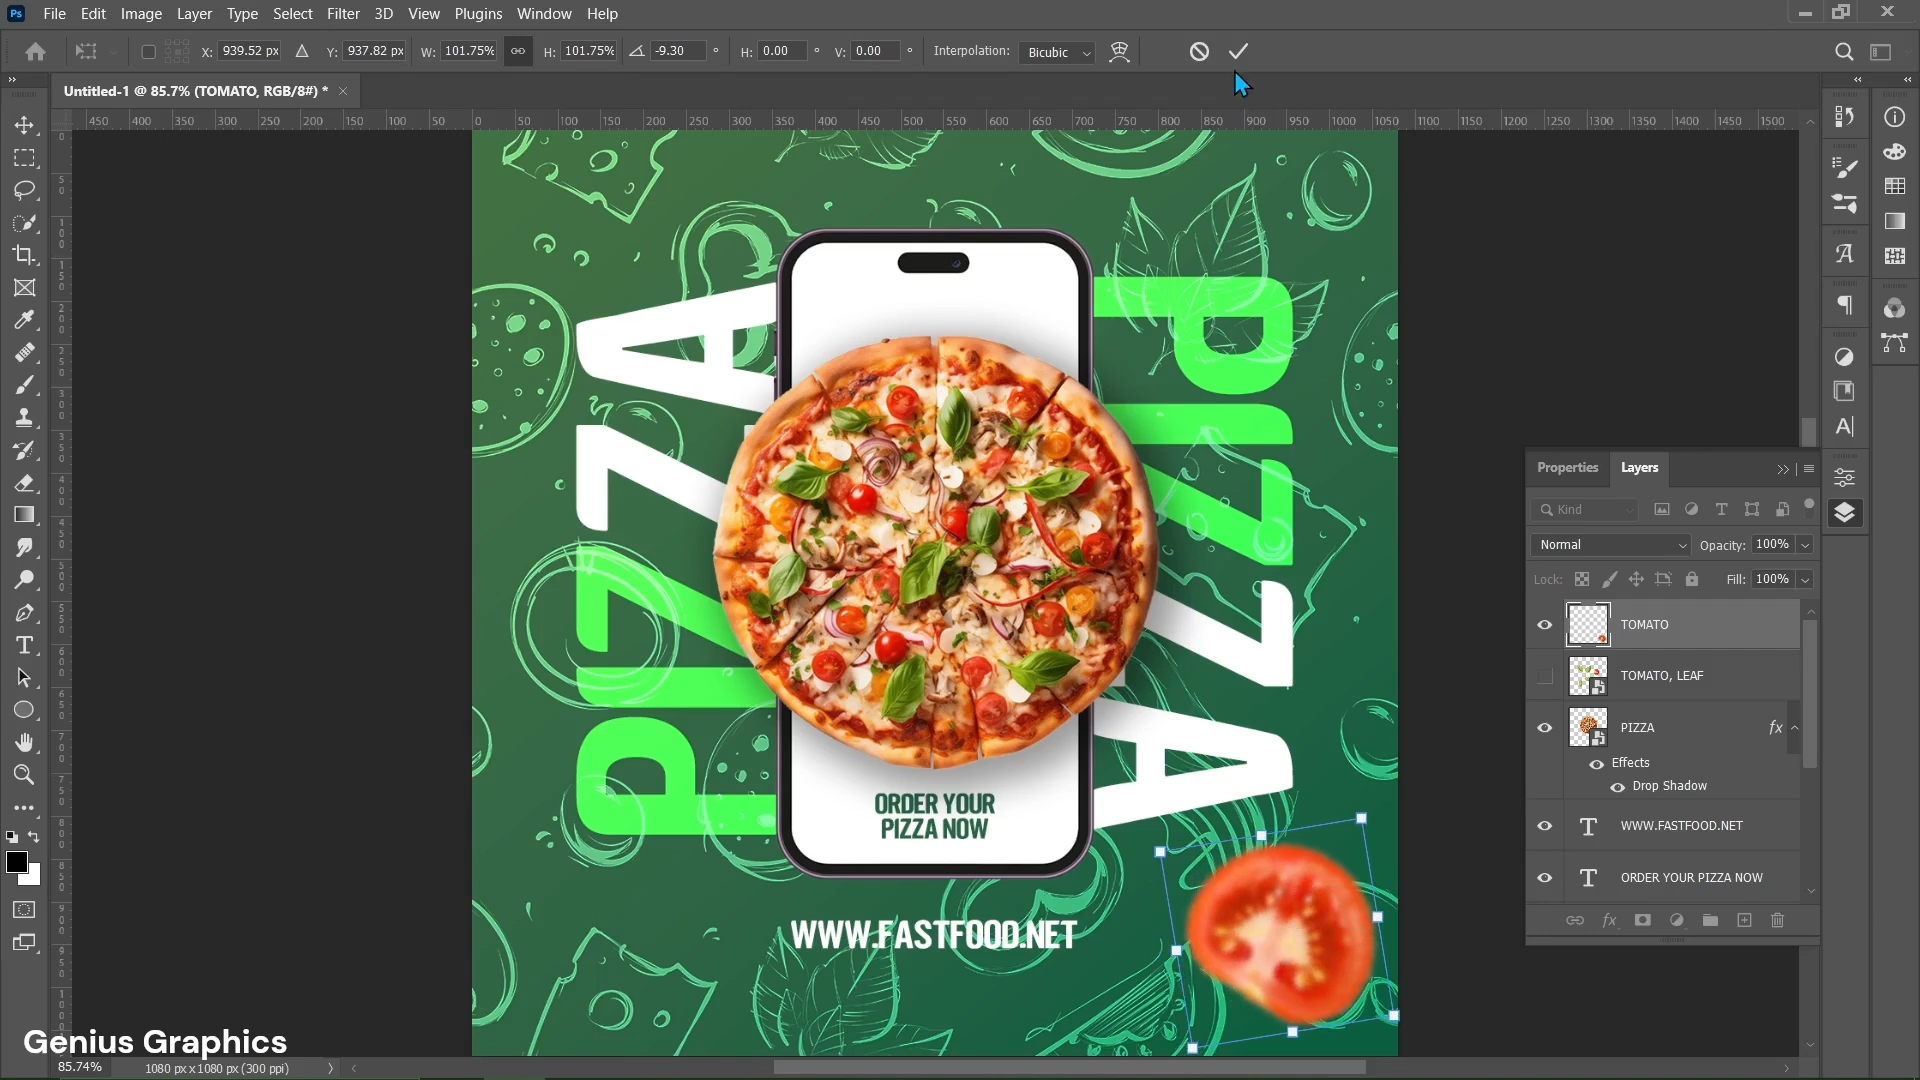 Ps File Edit Image Layer Type Select Filter 3D View Plugins Window Help
X: 939.52 px Y: 937.82 px W: 101.75% H: 101.75% -9.30 ° H: 0.00 ° V: 0.00 ° Interpolation: Bicubic
Untitled-1 @ 85.7% (TOMATO, RGB/8#) *
450 400 350 300 250 200 150 100 50 0 50 100 150 200 250 300 350 400 450 500 550 600 650 700 750 800 850 900 950 1000 1050 1100 1150 1200 1250 1300 1350 1400 1450 1500
PIZZA
PIZZA
ORDER YOUR
PIZZA NOW
WWW.FASTFOOD.NET
Properties Layers
Kind
Normal Opacity: 100%
Lock: Fill: 100%
TOMATO
TOMATO, LEAF
PIZZA fx
Effects
Drop Shadow
WWW.FASTFOOD.NET
ORDER YOUR PIZZA NOW
Genius Graphics
85.74% 1080 px x 1080 px (300 ppi)